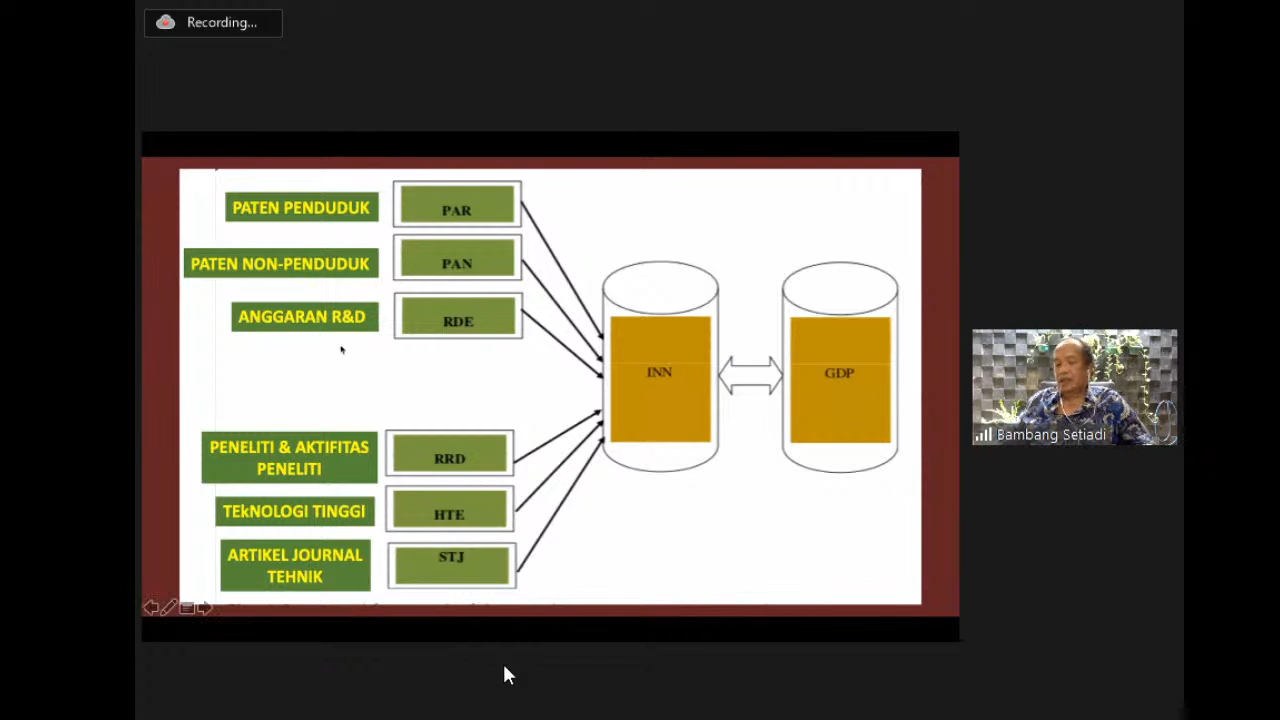 Recording...
PATEN PENDUDUK
PAR
PATEN NON-PENDUDUK
PAN
ANGGARAN R&D
RDE
INN
GDP
PENELITI & AKTIFITAS
PENELITI
RRD
TEkNOLOGI TINGGI
HTE
ARTIKEL JOURNAL
TEHNIK
STJ
Bambang Setiadi